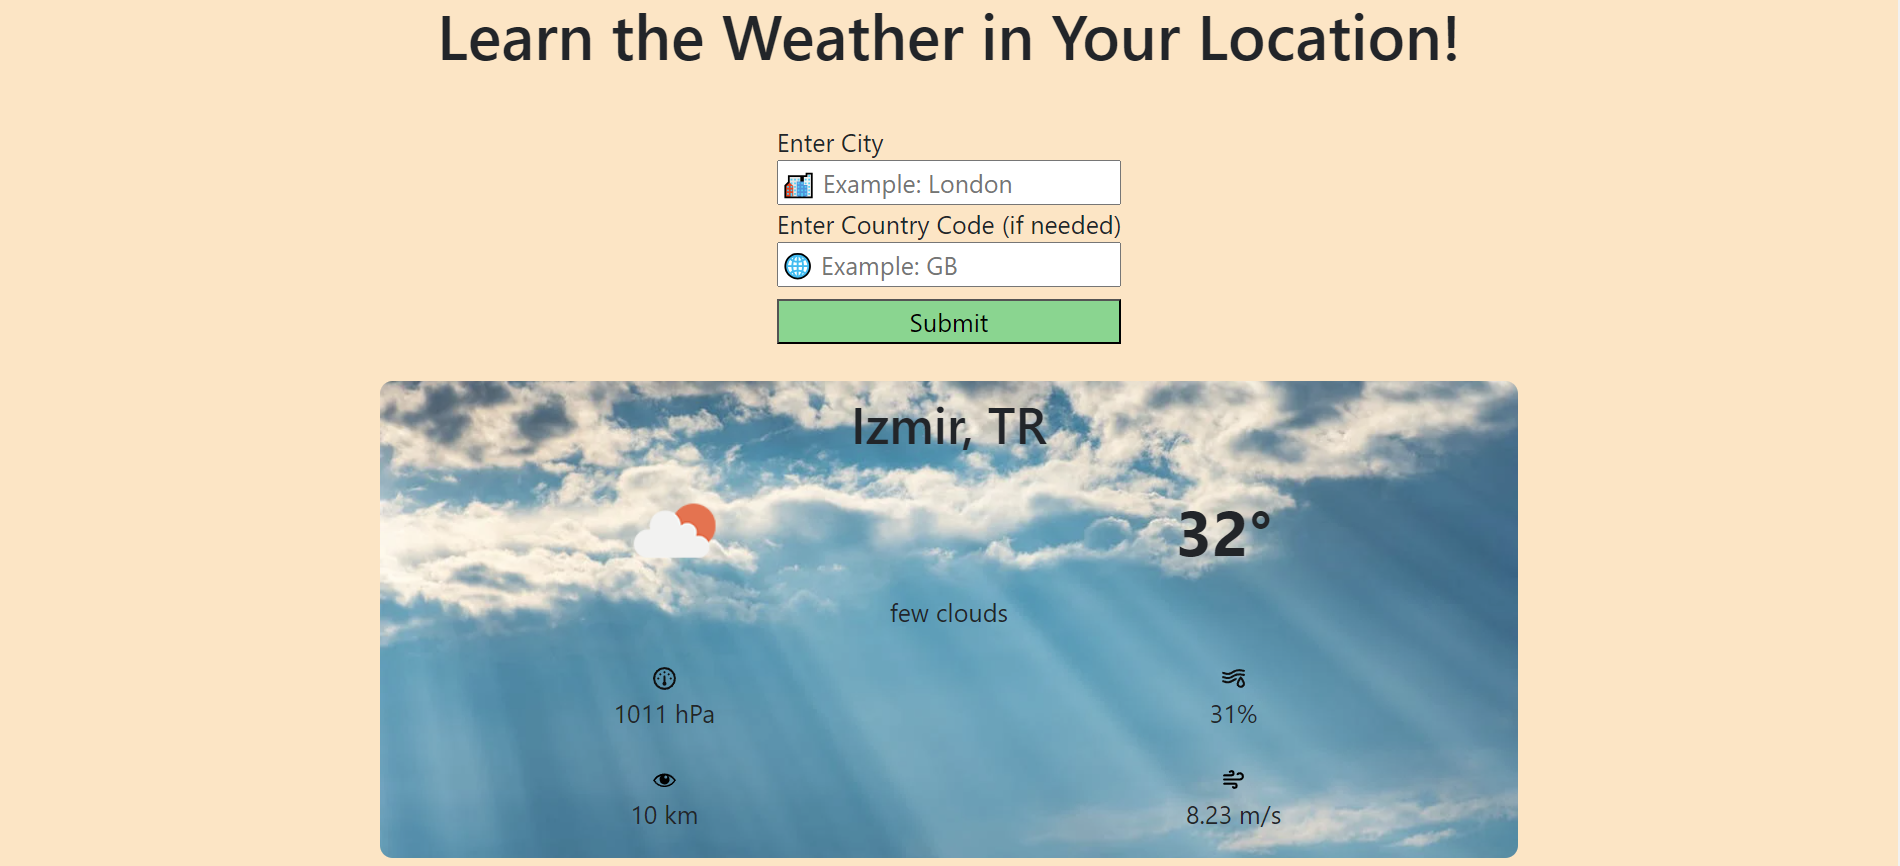 Learn the Weather in Your Location!
Enter City
Example: London
Enter Country Code (if needed)
Example: GB
Submit
Izmir, TR
32°
few clouds
1011 hPa
31%
10 km
8.23 m/s